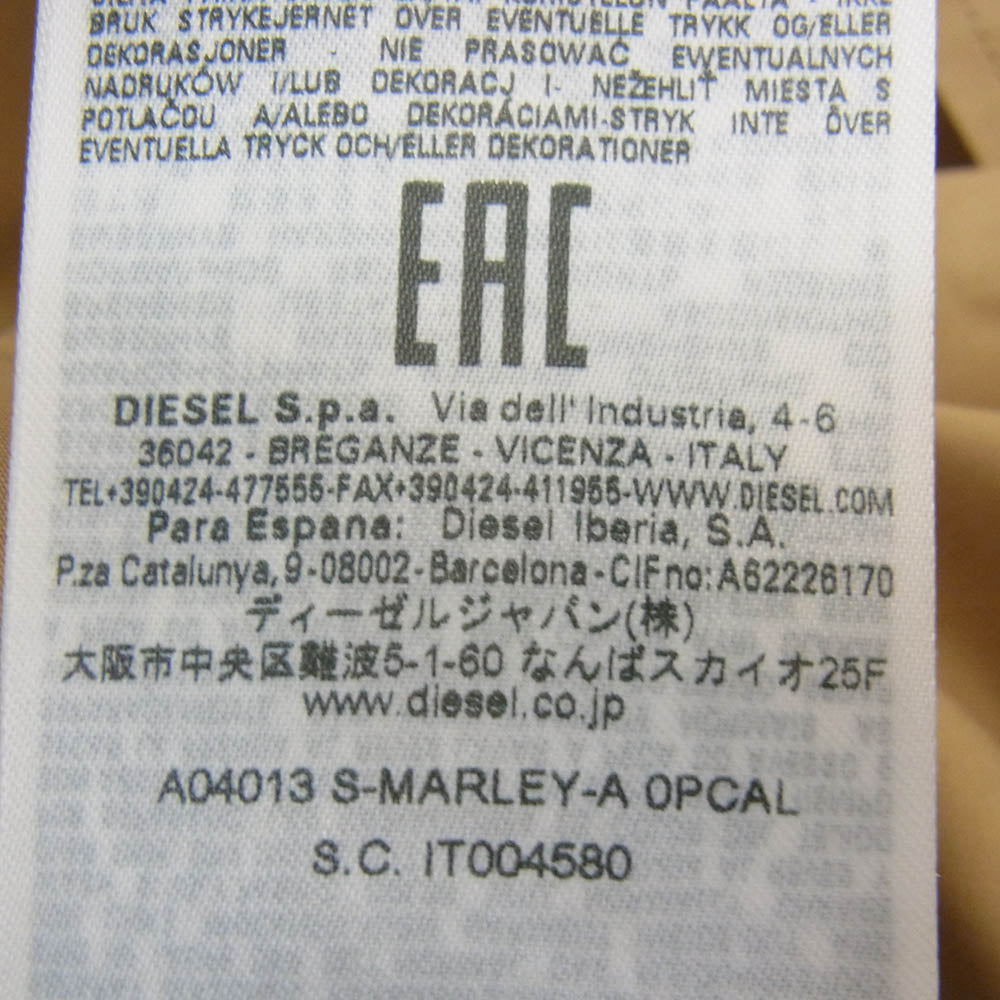 BRUK STRYKEJERNET OVER EVENTUELLE TRYKK OG/ELLER
DEKORASJONER - NIE PRASOWAĆ EWENTUALNYCH
NADRUKÓW I/LUB DEKORACJ I- NEŽEHLIŤ MIESTA S
POTLAČOU A/ALEBO DEKORÁCIAMI-STRYK INTE ÖVER
EVENTUELLA TRYCK OCH/ELLER DEKORATIONER
EAC
DIESEL S.p.a. Via dell' Industria, 4-6
36042 - BREGANZE - VICENZA - ITALY
TEL+390424-477555-FAX+390424-411955-WWW.DIESEL.COM
Para Espana: Diesel Iberia, S.A.
P.za Catalunya, 9-08002-Barcelona-CIF no: A62226170
ディーゼルジャパン(株)
大阪市中央区難波5-1-60 なんばスカイオ25F
www.diesel.co.jp
A04013 S-MARLEY-A 0PCAL
S.C. IT004580